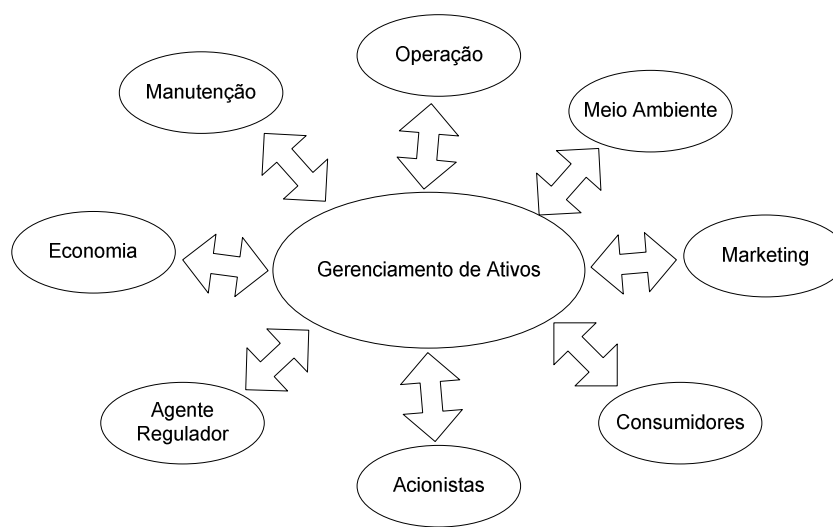 Operação
Manutenção
Meio Ambiente
Economia
Gerenciamento de Ativos
Marketing
Agente
Regulador
Consumidores
Acionistas